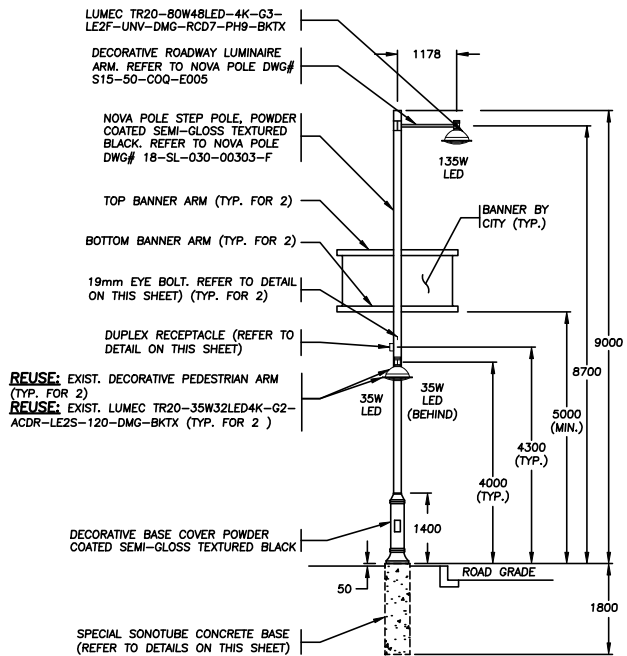 LUMEC TR20-80W48LED-4K-G3-
LE2F-UNV-DMG-RCD7-PH9-BKTX
1178
DECORATIVE ROADWAY LUMINAIRE
ARM. REFER TO NOVA POLE DWG#
S15-50-COQ-E005
NOVA POLE STEP POLE, POWDER
COATED SEMI-GLOSS TEXTURED
BLACK. REFER TO NOVA POLE
DWG# 18-SL-030-00303-F
135W
LED
TOP BANNER ARM (TYP. FOR 2)
BANNER BY
CITY (TYP.)
BOTTOM BANNER ARM (TYP. FOR 2)
19mm EYE BOLT. REFER TO DETAIL
ON THIS SHEET) (TYP. FOR 2)
DUPLEX RECEPTACLE (REFER TO
DETAIL ON THIS SHEET)
9000
8700
5000
(MIN.)
4300
(TYP.)
4000
(TYP.)
REUSE: EXIST. DECORATIVE PEDESTRIAN ARM
(TYP. FOR 2)
REUSE: EXIST. LUMEC TR20-35W32LED4K-G2-
ACDR-LE2S-120-DMG-BKTX (TYP. FOR 2 )
35W
LED
35W
LED
(BEHIND)
1400
DECORATIVE BASE COVER POWDER
COATED SEMI-GLOSS TEXTURED BLACK
ROAD GRADE
50
1800
SPECIAL SONOTUBE CONCRETE BASE
(REFER TO DETAILS ON THIS SHEET)